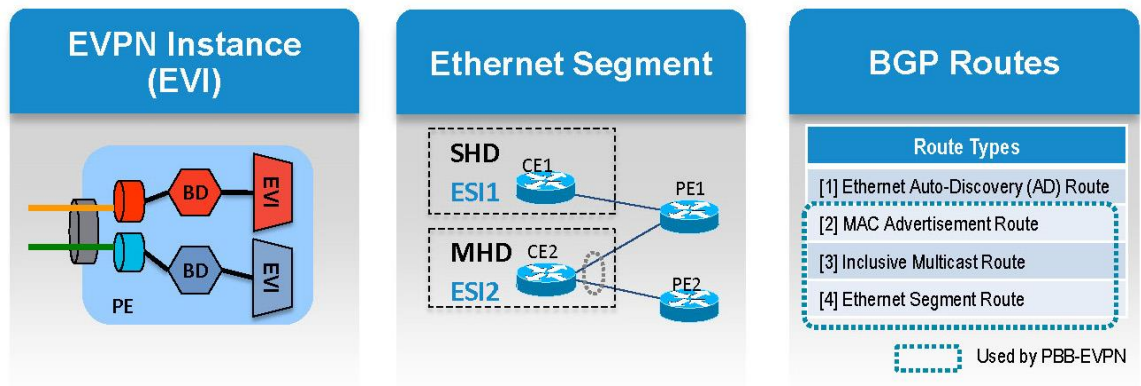 EVPN Instance
(EVI)
BD
EVI
BD
EVI
PE
Ethernet Segment
SHD
ESI1
CE1
PE1
MHD
ESI2
CE2
PE2
BGP Routes
Route Types
[1] Ethernet Auto-Discovery (AD) Route
[2] MAC Advertisement Route
[3] Inclusive Multicast Route
[4] Ethernet Segment Route
Used by PBB-EVPN